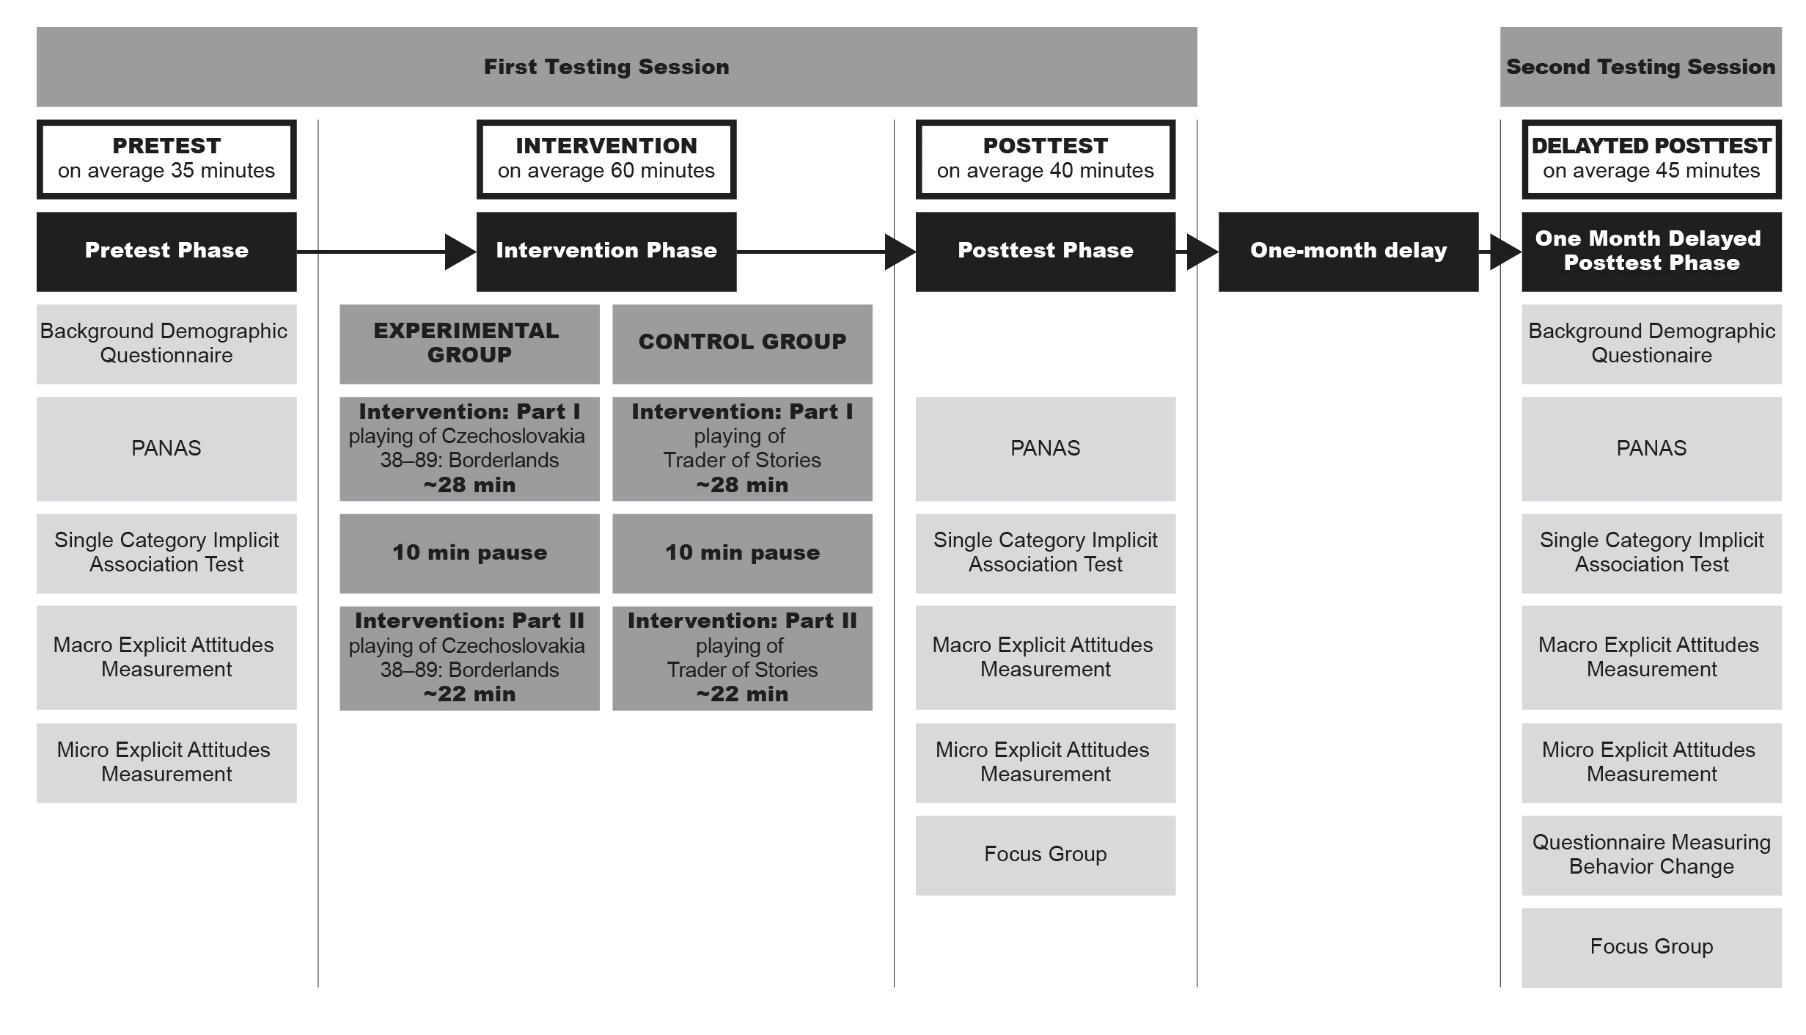 First Testing Session
Second Testing Session
PRETEST
on average 35 minutes
INTERVENTION
on average 60 minutes
POSTTEST
on average 40 minutes
DELAYTED POSTTEST
on average 45 minutes
Pretest Phase
Intervention Phase
Posttest Phase
One-month delay
One Month Delayed
Posttest Phase
Background Demographic
Questionnaire
PANAS
Single Category Implicit
Association Test
Macro Explicit Attitudes
Measurement
Micro Explicit Attitudes
Measurement
EXPERIMENTAL
GROUP
Intervention: Part I
playing of Czechoslovakia
38–89: Borderlands
~28 min
10 min pause
Intervention: Part II
playing of Czechoslovakia
38–89: Borderlands
~22 min
CONTROL GROUP
Intervention: Part I
playing of
Trader of Stories
~28 min
10 min pause
Intervention: Part II
playing of
Trader of Stories
~22 min
PANAS
Single Category Implicit
Association Test
Macro Explicit Attitudes
Measurement
Micro Explicit Attitudes
Measurement
Focus Group
Background Demographic
Questionaire
PANAS
Single Category Implicit
Association Test
Macro Explicit Attitudes
Measurement
Micro Explicit Attitudes
Measurement
Questionnaire Measuring
Behavior Change
Focus Group